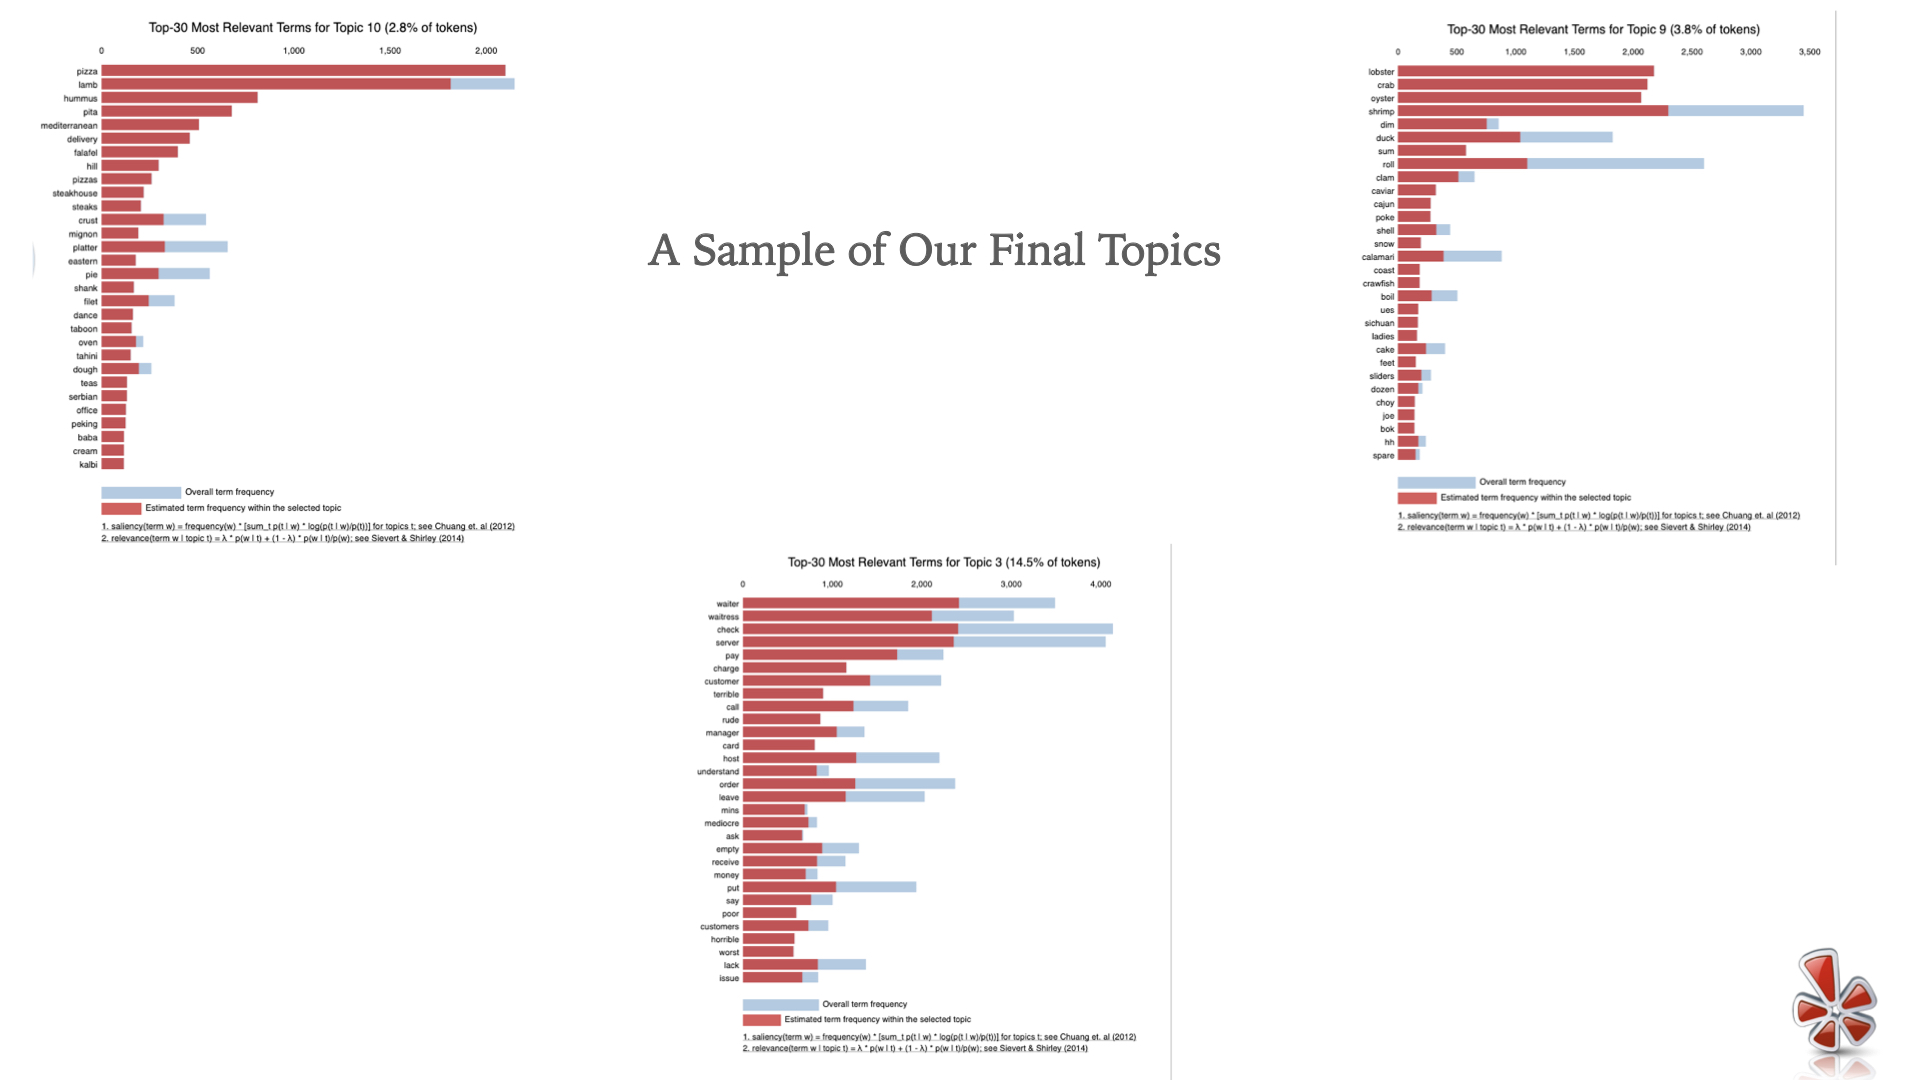 Top-30 Most Relevant Terms for Topic 10 (2.8% of tokens)
0 500 1,000 1,500 2,000
pizza
lamb
hummus
pita
mediterranean
delivery
falafel
hill
pizzas
steakhouse
steaks
crust
mignon
platter
eastern
pie
shank
filet
dance
taboon
oven
tahini
dough
teas
serbian
office
peking
baba
cream
kalbi
Overall term frequency
Estimated term frequency within the selected topic
1. saliency(term w) = frequency(w) * [sum_t p(t | w) * log(p(t | w)/p(t))] for topics t; see Chuang et. al (2012)
2. relevance(term w | topic t) = λ * p(w | t) + (1 - λ) * p(w | t)/p(w); see Sievert & Shirley (2014)
A Sample of Our Final Topics
Top-30 Most Relevant Terms for Topic 9 (3.8% of tokens)
0 500 1,000 1,500 2,000 2,500 3,000 3,500
lobster
crab
oyster
shrimp
dim
duck
sum
roll
clam
caviar
cajun
poke
shell
snow
calamari
coast
crawfish
boil
ues
sichuan
ladies
cake
feet
sliders
dozen
choy
joe
bok
hh
spare
Overall term frequency
Estimated term frequency within the selected topic
1. saliency(term w) = frequency(w) * [sum_t p(t | w) * log(p(t | w)/p(t))] for topics t; see Chuang et. al (2012)
2. relevance(term w | topic t) = λ * p(w | t) + (1 - λ) * p(w | t)/p(w); see Sievert & Shirley (2014)
Top-30 Most Relevant Terms for Topic 3 (14.5% of tokens)
0 1,000 2,000 3,000 4,000
waiter
waitress
check
server
pay
charge
customer
terrible
call
rude
manager
card
host
understand
order
leave
mins
mediocre
ask
empty
receive
money
put
say
poor
customers
horrible
worst
lack
issue
Overall term frequency
Estimated term frequency within the selected topic
1. saliency(term w) = frequency(w) * [sum_t p(t | w) * log(p(t | w)/p(t))] for topics t; see Chuang et. al (2012)
2. relevance(term w | topic t) = λ * p(w | t) + (1 - λ) * p(w | t)/p(w); see Sievert & Shirley (2014)